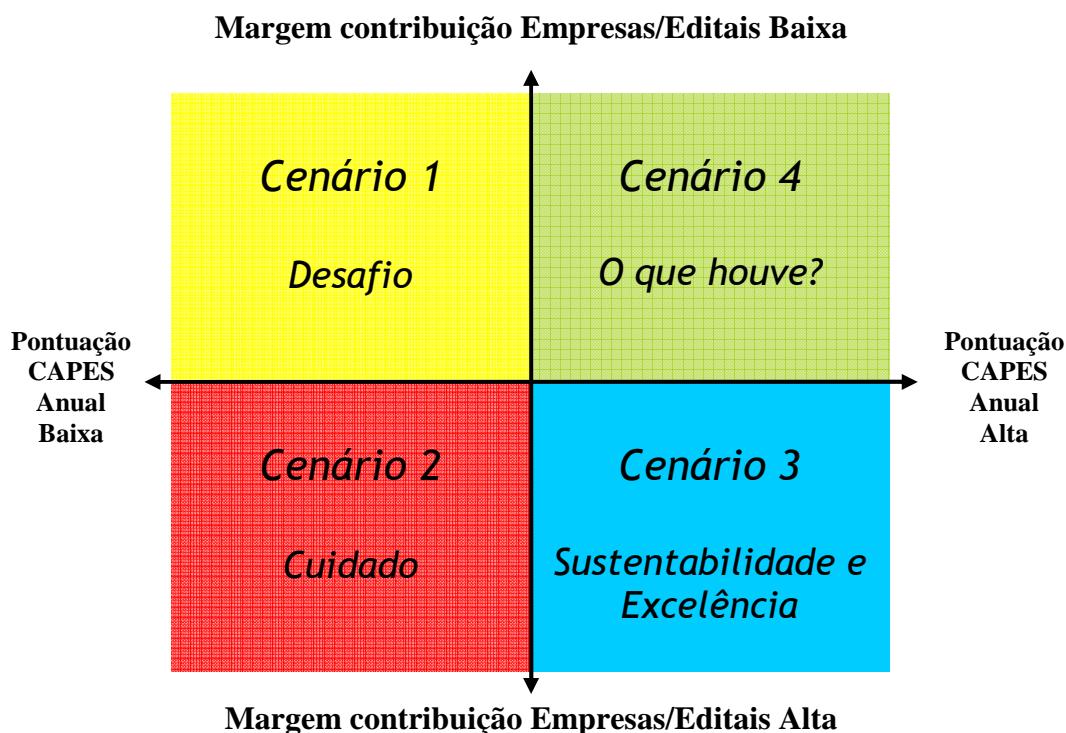 Margem contribuição Empresas/Editais Baixa
Cenário 1
Desafio
Cenário 4
O que houve?
Pontuação
CAPES
Anual
Baixa
Pontuação
CAPES
Anual
Alta
Cenário 2
Cuidado
Cenário 3
Sustentabilidade e
Excelência
Margem contribuição Empresas/Editais Alta